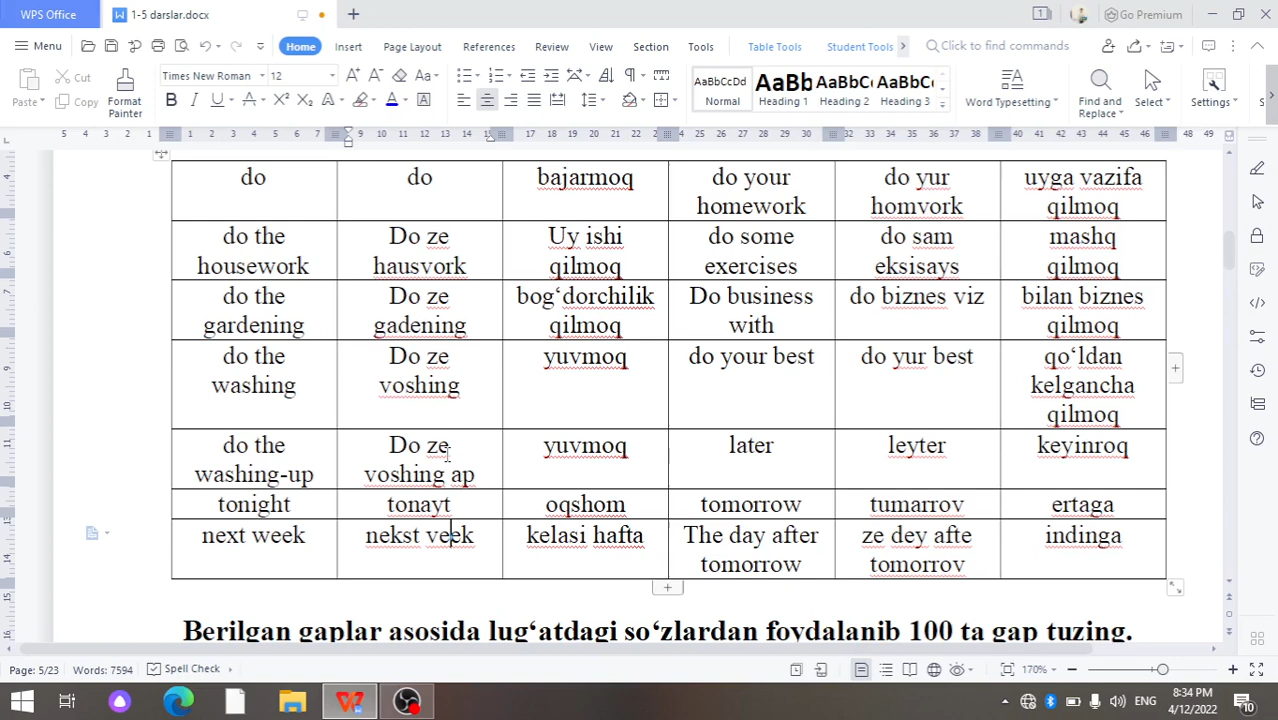 WPS Office
1-5 darslar.docx
Go Premium
Menu
Home
Insert
Page Layout
References
Review
View
Section
Tools
Table Tools
Student Tools
Click to find commands
Paste
Cut
Copy
Format Painter
Times New Roman
12
AaBbCcDd
Normal
AaBb
Heading 1
AaBbC
Heading 2
AaBbC
Heading 3
Word Typesetting
Find and Replace
Select
Settings
do do bajarmoq do your do yur uyga vazifa
homework homvork qilmoq
do the Do ze Uy ishi do some do sam mashq
housework hausvork qilmoq exercises eksisays qilmoq
do the Do ze bog‘dorchilik Do business do biznes viz bilan biznes
gardening gadening qilmoq with qilmoq
do the Do ze yuvmoq do your best do yur best qo‘ldan
washing voshing kelgancha
qilmoq
do the Do ze yuvmoq later leyter keyinroq
washing-up voshing ap
tonight tonayt oqshom tomorrow tumarrov ertaga
next week nekst veek kelasi hafta The day after ze dey afte indinga
tomorrow tomorrov
Berilgan gaplar asosida lug‘atdagi so‘zlardan foydalanib 100 ta gap tuzing.
Page: 5/23
Words: 7594
Spell Check
170%
ENG
8:34 PM
4/12/2022
10